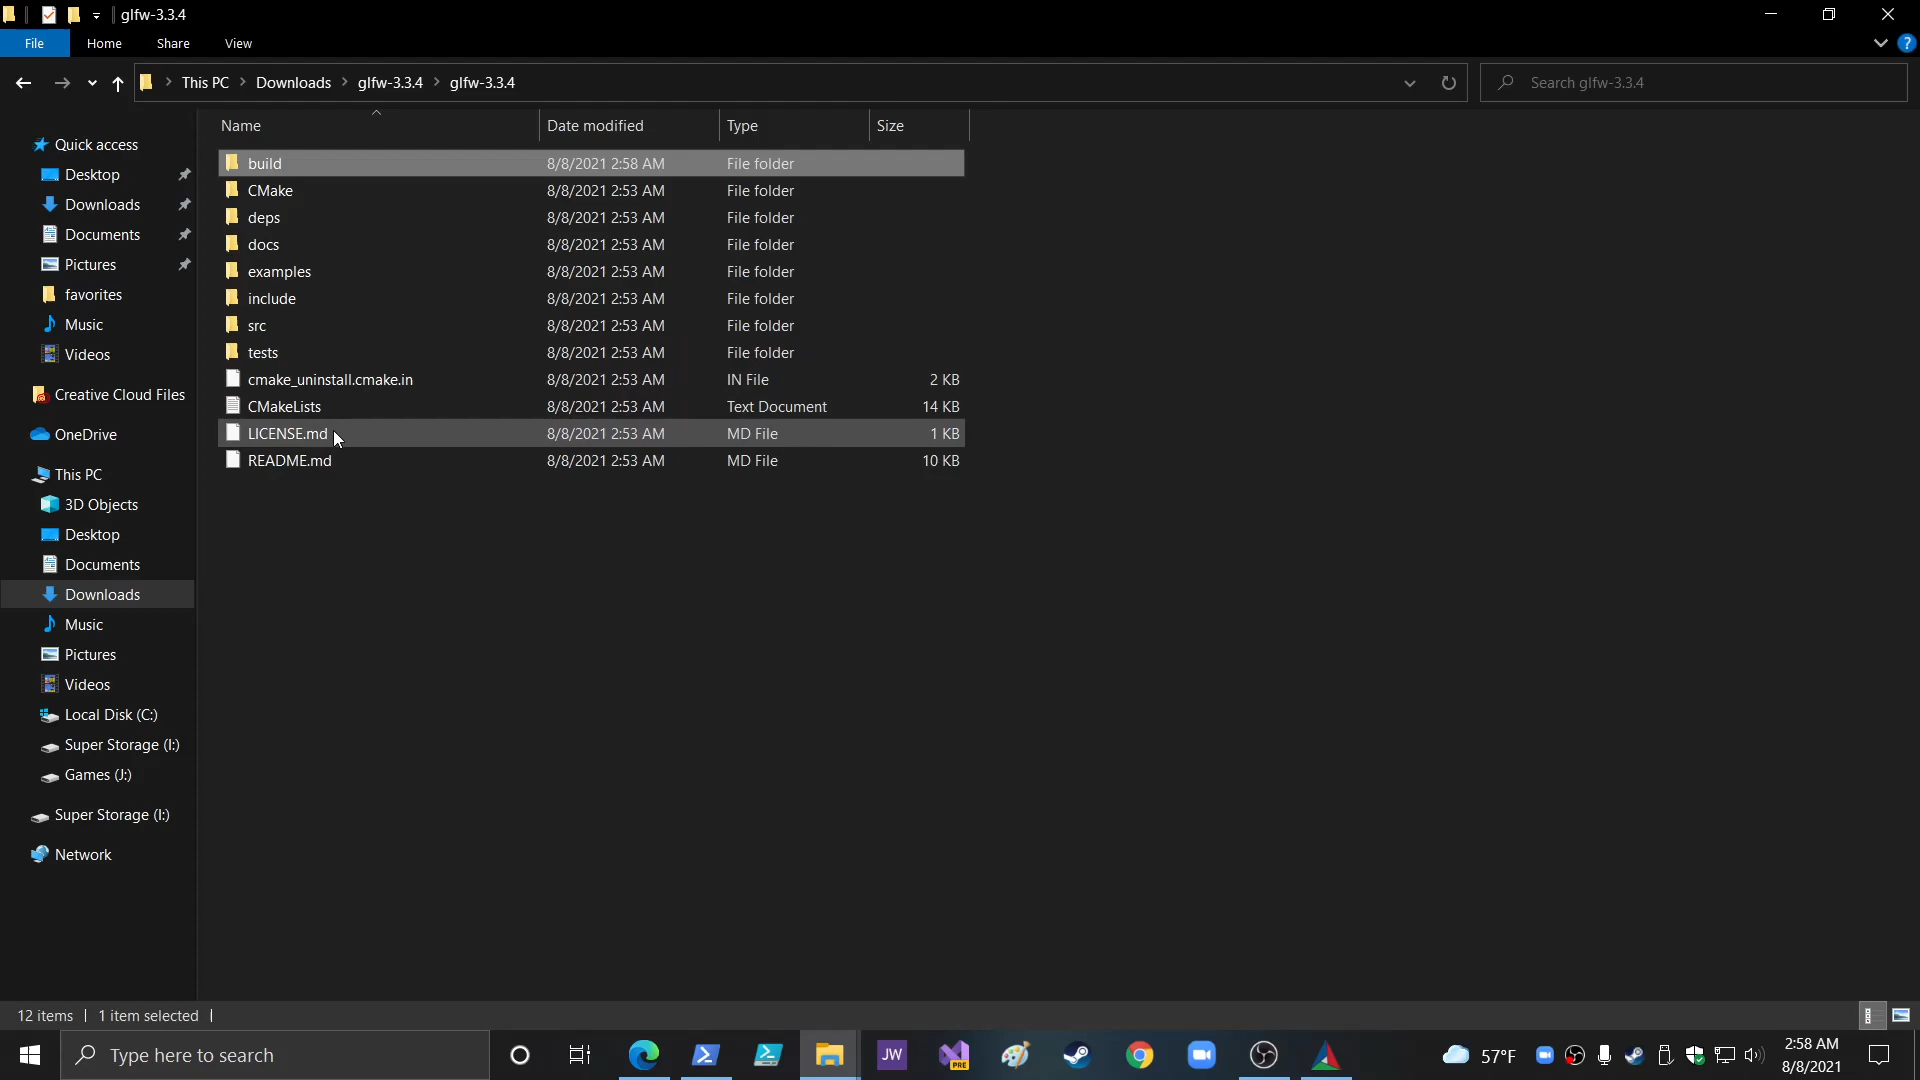 glfw-3.3.4
File Home Share View
This PC Downloads glfw-3.3.4 glfw-3.3.4
Search glfw-3.3.4
Name Date modified Type Size
build 8/8/2021 2:58 AM File folder
CMake 8/8/2021 2:53 AM File folder
deps 8/8/2021 2:53 AM File folder
docs 8/8/2021 2:53 AM File folder
examples 8/8/2021 2:53 AM File folder
include 8/8/2021 2:53 AM File folder
src 8/8/2021 2:53 AM File folder
tests 8/8/2021 2:53 AM File folder
cmake_uninstall.cmake.in 8/8/2021 2:53 AM IN File 2 KB
CMakeLists 8/8/2021 2:53 AM Text Document 14 KB
LICENSE.md 8/8/2021 2:53 AM MD File 1 KB
README.md 8/8/2021 2:53 AM MD File 10 KB
Quick access
Desktop
Downloads
Documents
Pictures
favorites
Music
Videos
Creative Cloud Files
OneDrive
This PC
3D Objects
Desktop
Documents
Downloads
Music
Pictures
Videos
Local Disk (C:)
Super Storage (I:)
Games (J:)
Super Storage (I:)
Network
12 items 1 item selected
Type here to search
JW
PRE
57°F
2:58 AM
8/8/2021